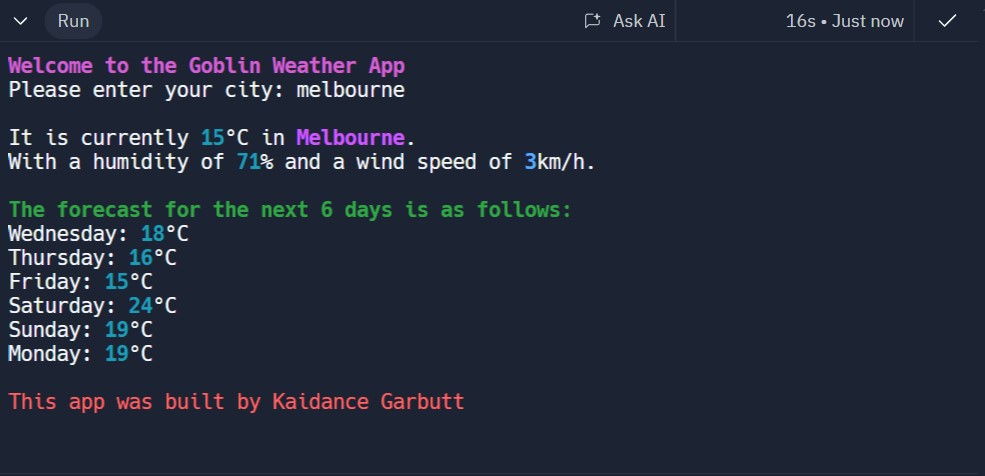 Run Ask AI 16s • Just now
Welcome to the Goblin Weather App
Please enter your city: melbourne
It is currently 15°C in Melbourne.
With a humidity of 71% and a wind speed of 3km/h.
The forecast for the next 6 days is as follows:
Wednesday: 18°C
Thursday: 16°C
Friday: 15°C
Saturday: 24°C
Sunday: 19°C
Monday: 19°C
This app was built by Kaidance Garbutt